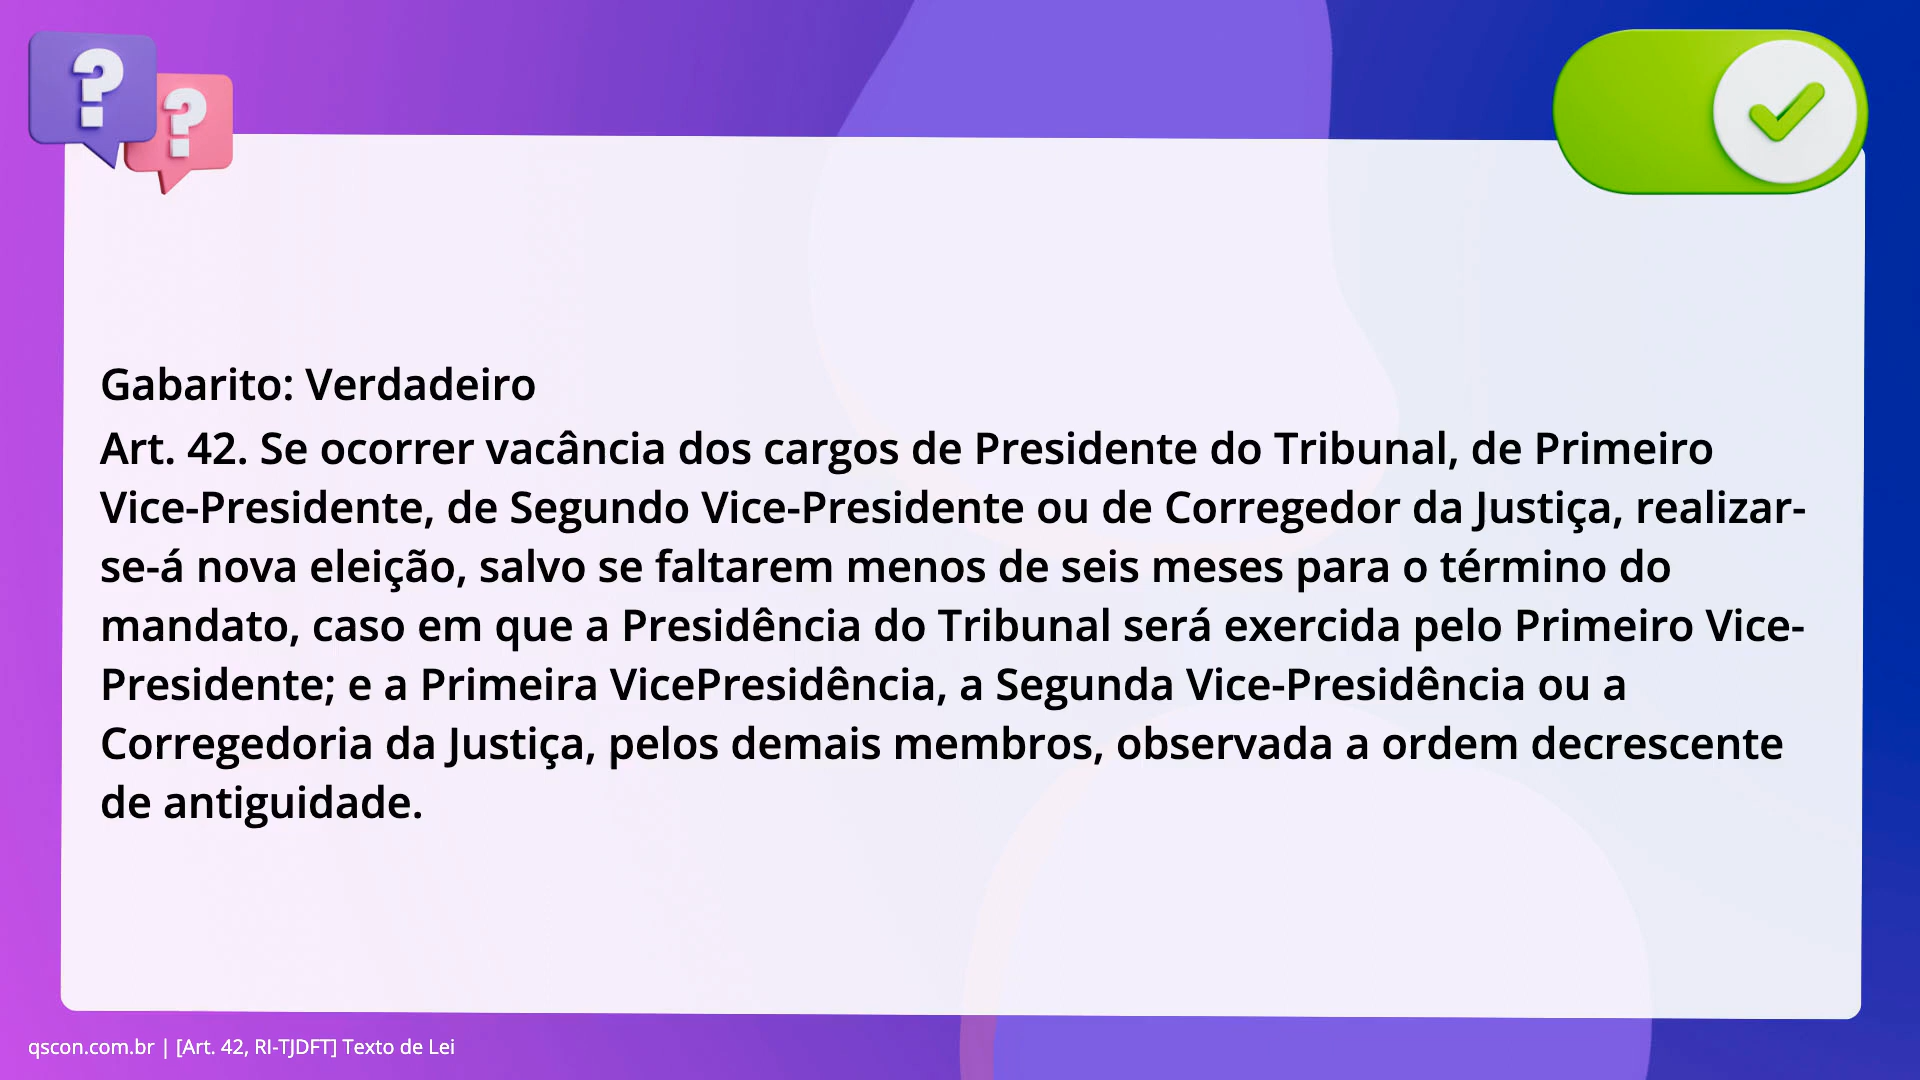 ? ?
Gabarito: Verdadeiro
Art. 42. Se ocorrer vacância dos cargos de Presidente do Tribunal, de Primeiro
Vice-Presidente, de Segundo Vice-Presidente ou de Corregedor da Justiça, realizar-
se-á nova eleição, salvo se faltarem menos de seis meses para o término do
mandato, caso em que a Presidência do Tribunal será exercida pelo Primeiro Vice-
Presidente; e a Primeira VicePresidência, a Segunda Vice-Presidência ou a
Corregedoria da Justiça, pelos demais membros, observada a ordem decrescente
de antiguidade.
qscon.com.br | [Art. 42, RI-TJDFT] Texto de Lei